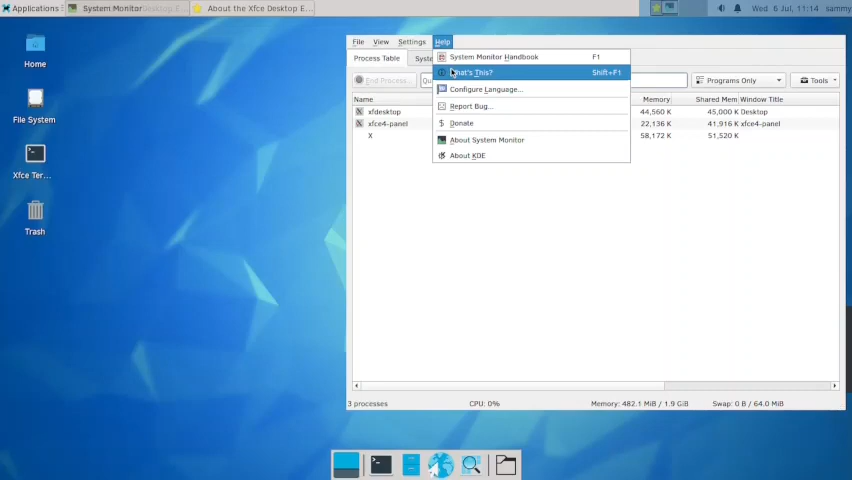 Applications
System Monitor
About the Xfce Desktop E...
Wed 6 Jul, 11:14
sammy
Home
File System
Xfce Ter...
Trash
File View Settings Help
Process Table
End Process...
Programs Only
Tools
System Monitor Handbook F1
What's This? Shift+F1
Configure Language...
Report Bug...
Donate
About System Monitor
About KDE
Name Memory Shared Mem Window Title
xfdesktop 44,560 K 45,000 K Desktop
xfce4-panel 22,136 K 41,916 K xfce4-panel
X 58,172 K 51,520 K
3 processes CPU: 0% Memory: 482.1 MiB / 1.9 GiB Swap: 0 B / 64.0 MiB